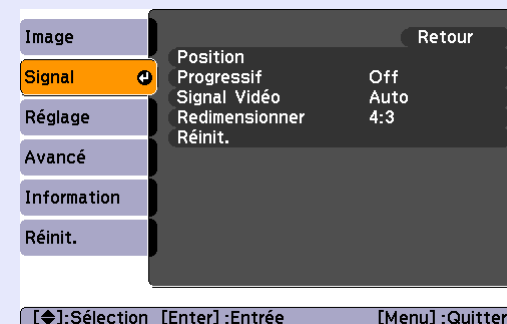 Image
Signal
Réglage
Avancé
Information
Réinit.
Retour
Position
Progressif Off
Signal Vidéo Auto
Redimensionner 4:3
Réinit.
[◆]:Sélection [Enter]:Entrée [Menu]:Quitter